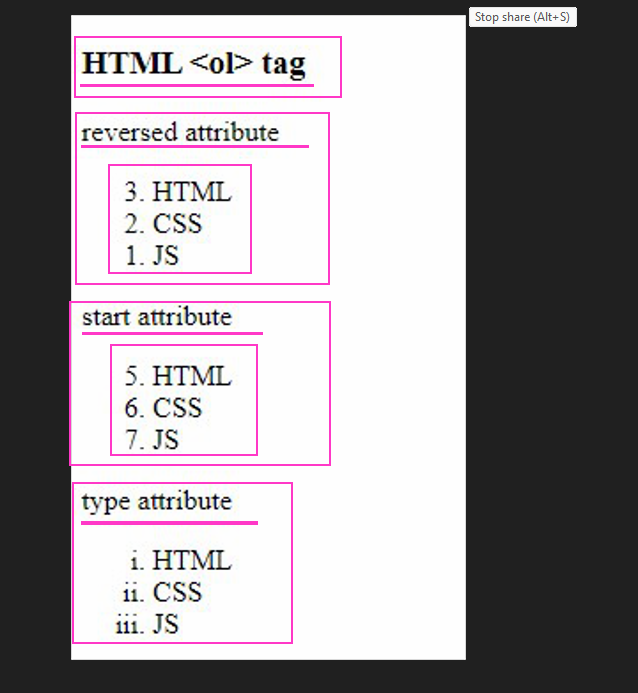 Stop share (Alt+S)
HTML <ol> tag
reversed attribute
3. HTML
2. CSS
1. JS
start attribute
5. HTML
6. CSS
7. JS
type attribute
i. HTML
ii. CSS
iii. JS